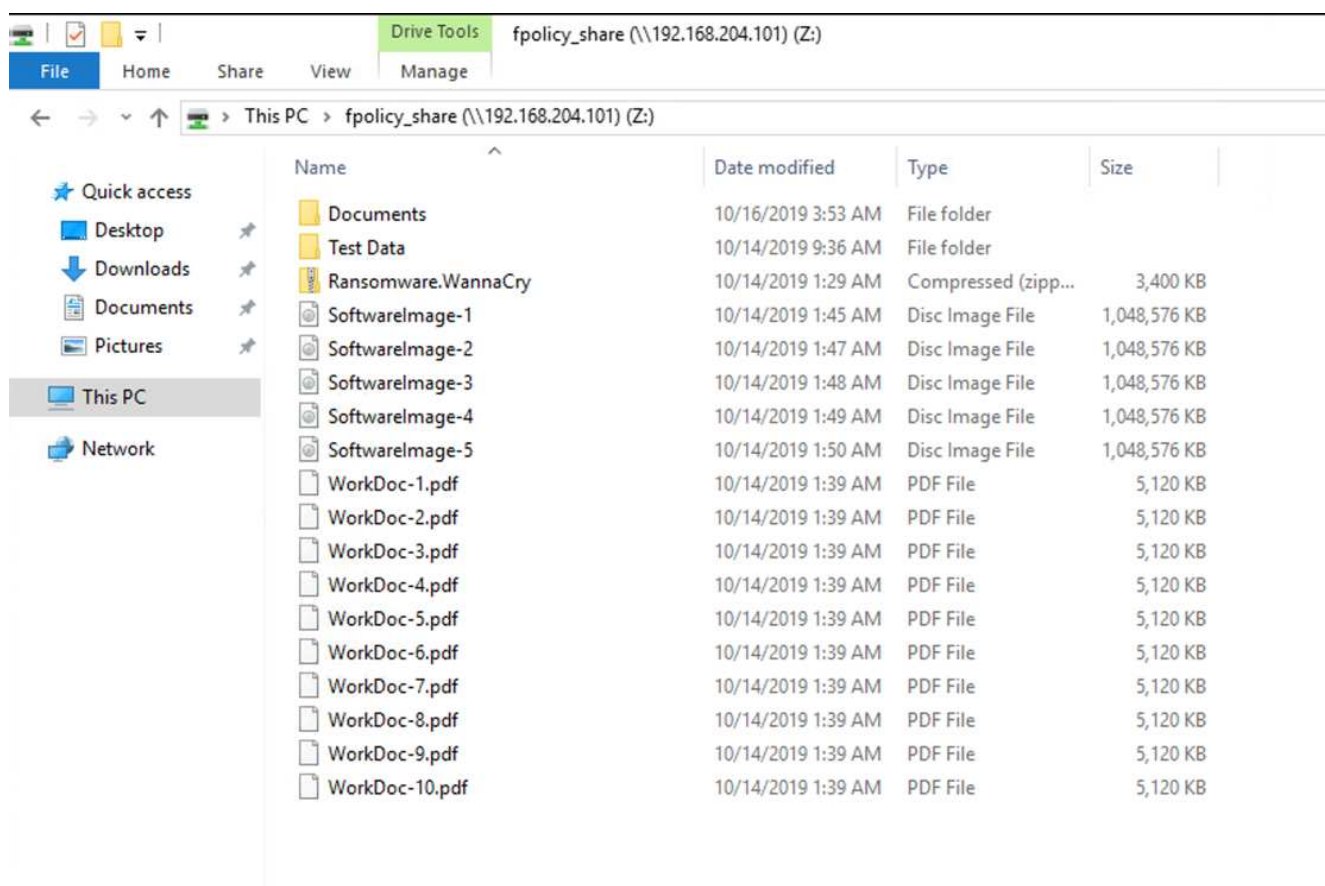 Drive Tools fpolicy_share (\\192.168.204.101) (Z:)
File Home Share View Manage
This PC > fpolicy_share (\\192.168.204.101) (Z:)
Name Date modified Type Size
Quick access
Desktop
Downloads
Documents
Pictures
This PC
Network
Documents 10/16/2019 3:53 AM File folder
Test Data 10/14/2019 9:36 AM File folder
Ransomware.WannaCry 10/14/2019 1:29 AM Compressed (zipp... 3,400 KB
SoftwareImage-1 10/14/2019 1:45 AM Disc Image File 1,048,576 KB
SoftwareImage-2 10/14/2019 1:47 AM Disc Image File 1,048,576 KB
SoftwareImage-3 10/14/2019 1:48 AM Disc Image File 1,048,576 KB
SoftwareImage-4 10/14/2019 1:49 AM Disc Image File 1,048,576 KB
SoftwareImage-5 10/14/2019 1:50 AM Disc Image File 1,048,576 KB
WorkDoc-1.pdf 10/14/2019 1:39 AM PDF File 5,120 KB
WorkDoc-2.pdf 10/14/2019 1:39 AM PDF File 5,120 KB
WorkDoc-3.pdf 10/14/2019 1:39 AM PDF File 5,120 KB
WorkDoc-4.pdf 10/14/2019 1:39 AM PDF File 5,120 KB
WorkDoc-5.pdf 10/14/2019 1:39 AM PDF File 5,120 KB
WorkDoc-6.pdf 10/14/2019 1:39 AM PDF File 5,120 KB
WorkDoc-7.pdf 10/14/2019 1:39 AM PDF File 5,120 KB
WorkDoc-8.pdf 10/14/2019 1:39 AM PDF File 5,120 KB
WorkDoc-9.pdf 10/14/2019 1:39 AM PDF File 5,120 KB
WorkDoc-10.pdf 10/14/2019 1:39 AM PDF File 5,120 KB